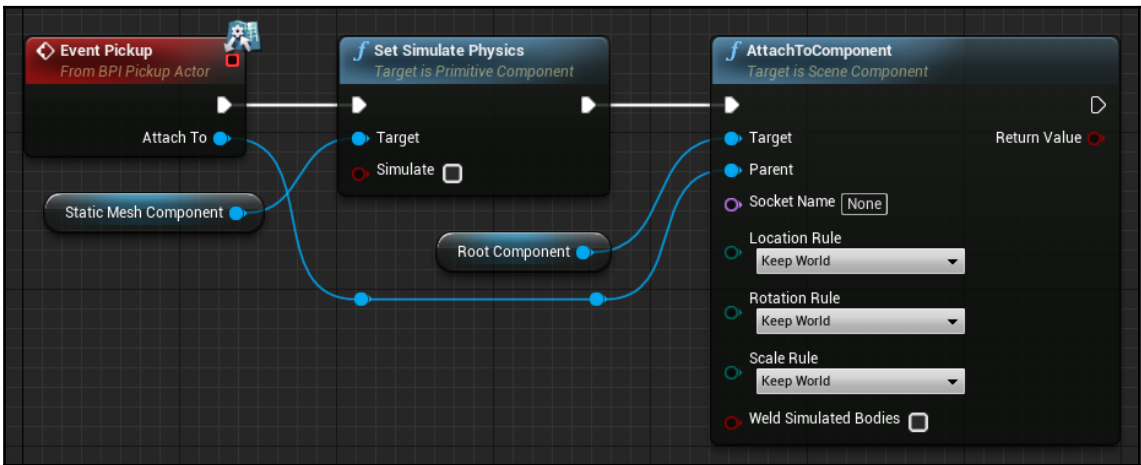 Event Pickup
From BPI Pickup Actor
Attach To
Static Mesh Component
f Set Simulate Physics
Target is Primitive Component
Target
Simulate
Root Component
f AttachToComponent
Target is Scene Component
Target
Return Value
Parent
Socket Name None
Location Rule
Keep World
Rotation Rule
Keep World
Scale Rule
Keep World
Weld Simulated Bodies